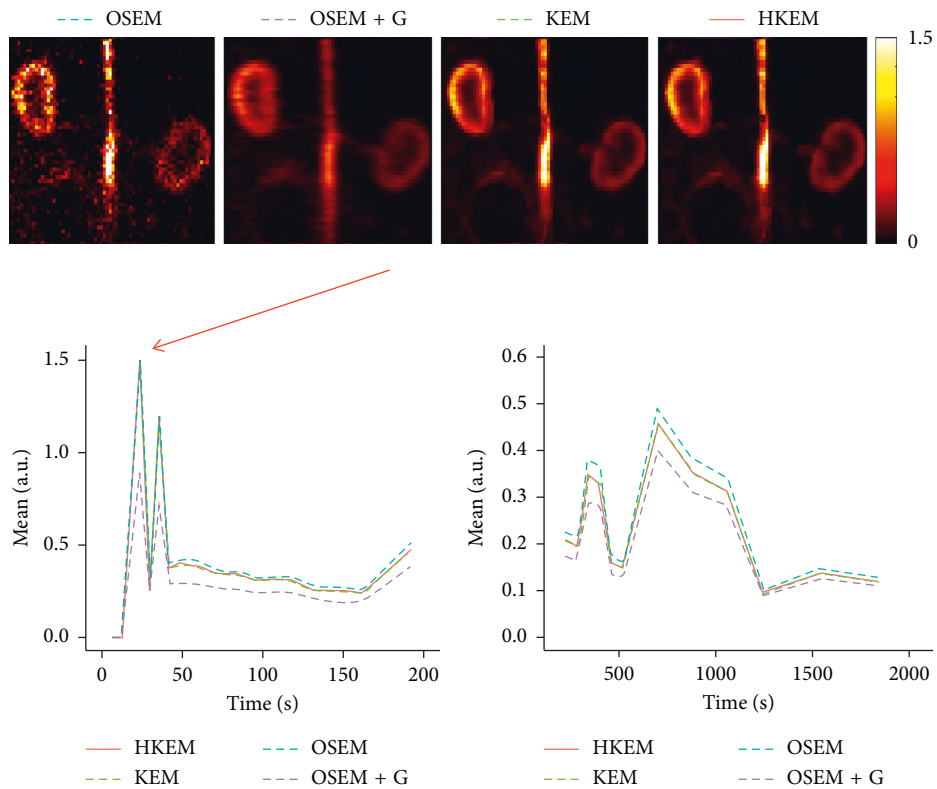 OSEM OSEM + G KEM HKEM
1.5
0
1.5
1.0
0.5
0.0
Mean (a.u.)
0 50 100 150 200
Time (s)
HKEM OSEM
KEM OSEM + G
0.6
0.5
0.4
0.3
0.2
0.1
0.0
Mean (a.u.)
500 1000 1500 2000
Time (s)
HKEM OSEM
KEM OSEM + G